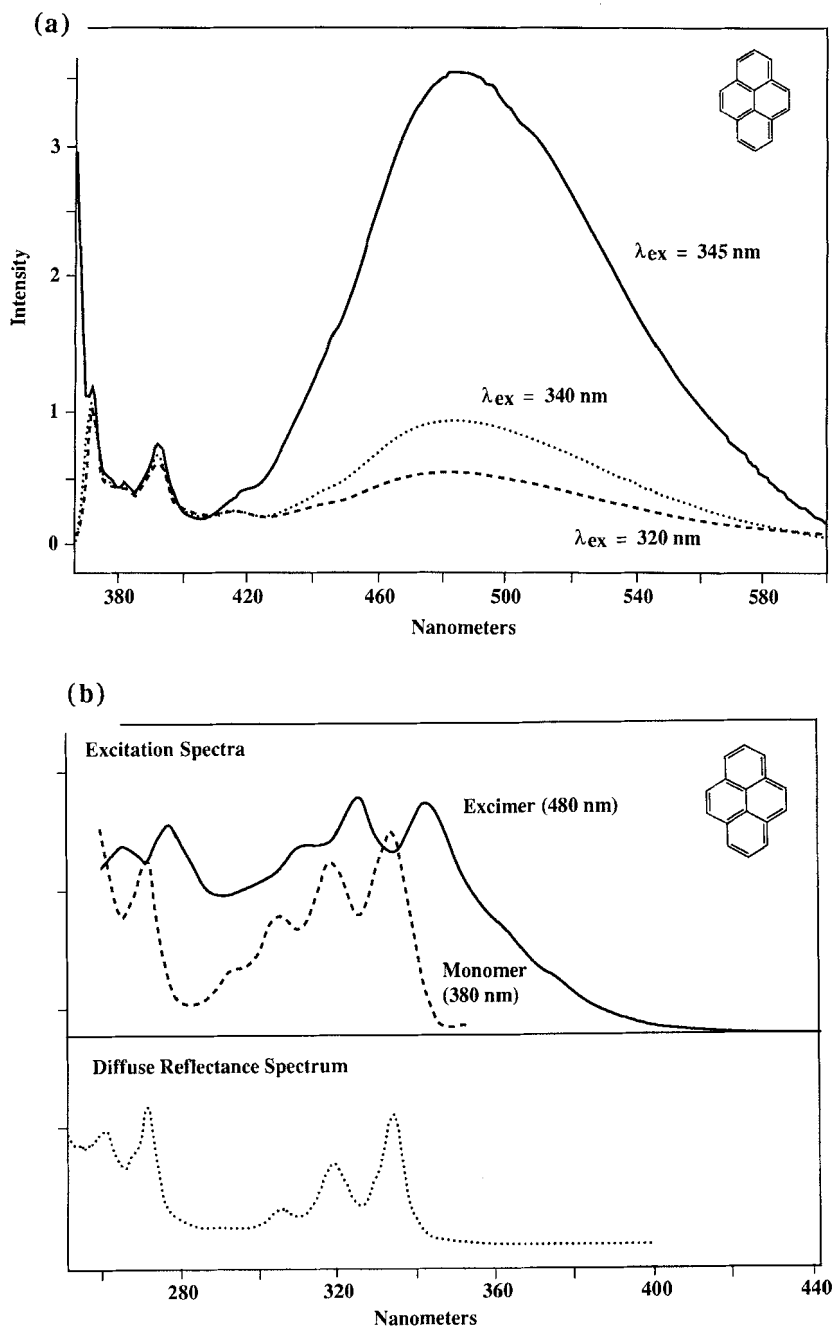 (a)
3
2
1
0
Intensity
λex = 345 nm
λex = 340 nm
λex = 320 nm
380 420 460 500 540 580
Nanometers
(b)
Excitation Spectra
Excimer (480 nm)
Monomer
(380 nm)
Diffuse Reflectance Spectrum
280 320 360 400 440
Nanometers